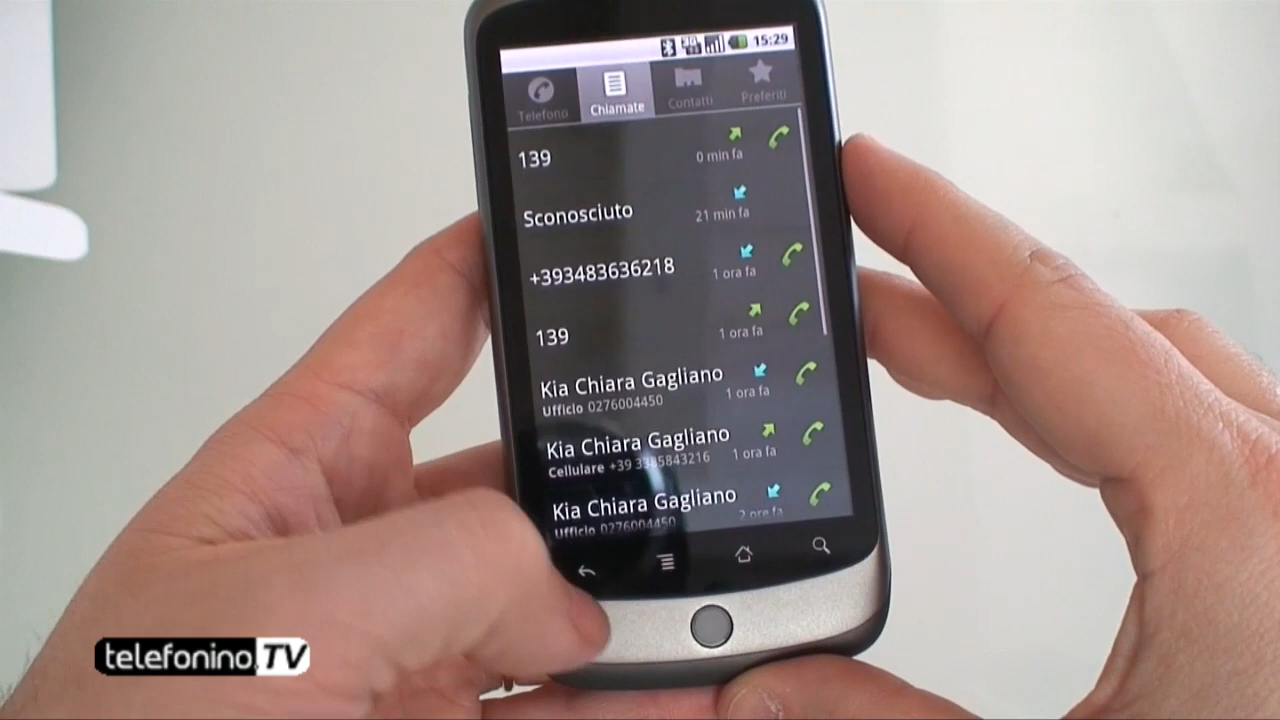 3G
15:29
Telefono
Chiamate
Contatti
Preferiti
139
0 min fa
Sconosciuto
21 min fa
+393483636218
1 ora fa
139
1 ora fa
Kia Chiara Gagliano
Ufficio 0276004450
1 ora fa
Kia Chiara Gagliano
Cellulare +39 3385843216
1 ora fa
Kia Chiara Gagliano
Ufficio 0276004450
2 ore fa
telefonino.TV